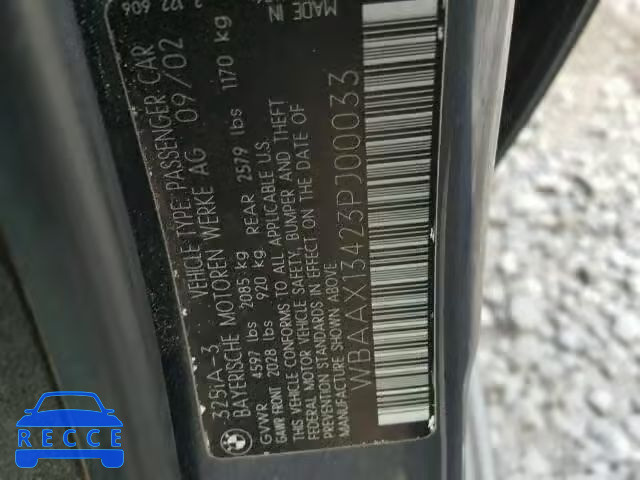 325IA-3 VEHICLE TYPE: PASSENGER CAR
BAYERISCHE MOTOREN WERKE AG 09/02
GVWR 4597 lbs 2085 kg
GAWR FRONT 2028 lbs 920 kg. REAR 2579 lbs 1170 kg
THIS VEHICLE CONFORMS TO ALL APPLICABLE U.S.
FEDERAL MOTOR VEHICLE SAFETY, BUMPER AND THEFT
PREVENTION STANDARDS IN EFFECT ON THE DATE OF
MANUFACTURE SHOWN ABOVE
WBAAX13423PJ00033
MADE IN
BMW
RECCE